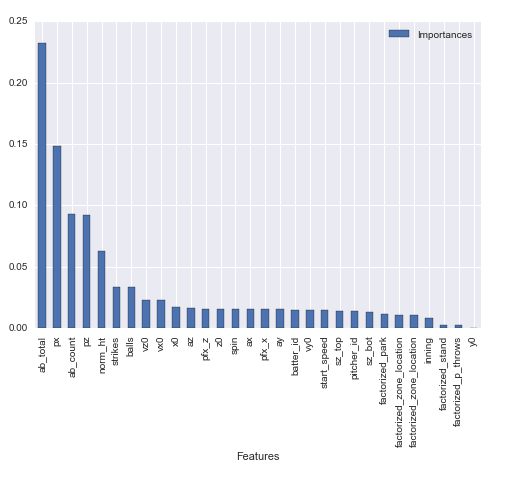 0.25
Importances
0.20
0.15
0.10
0.05
0.00
ab_total
px
ab_count
pz
norm_ht
strikes
balls
vz0
vx0
x0
az
pfx_z
z0
spin
ax
pfx_x
ay
batter_id
vy0
start_speed
sz_top
pitcher_id
sz_bot
factorized_park
factorized_zone_location
factorized_zone_location
inning
factorized_stand
factorized_p_throws
y0
Features